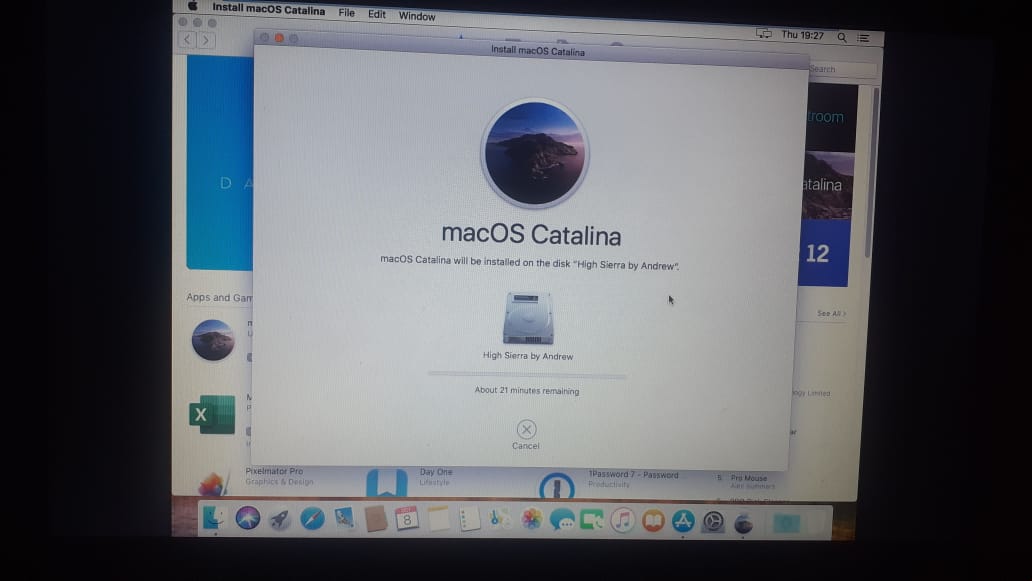 Install macOS Catalina File Edit Window
Thu 19:27
Install macOS Catalina
Search
D A
troom
atalina
macOS Catalina
12
macOS Catalina will be installed on the disk "High Sierra by Andrew".
Apps and Gam
See All >
High Sierra by Andrew
About 21 minutes remaining
ogy Limited
X
Cancel
Pixelmator Pro
Graphics & Design
Day One
Lifestyle
1Password 7 - Password
Productivity
5. Pro Mouse
Alex Summers
8